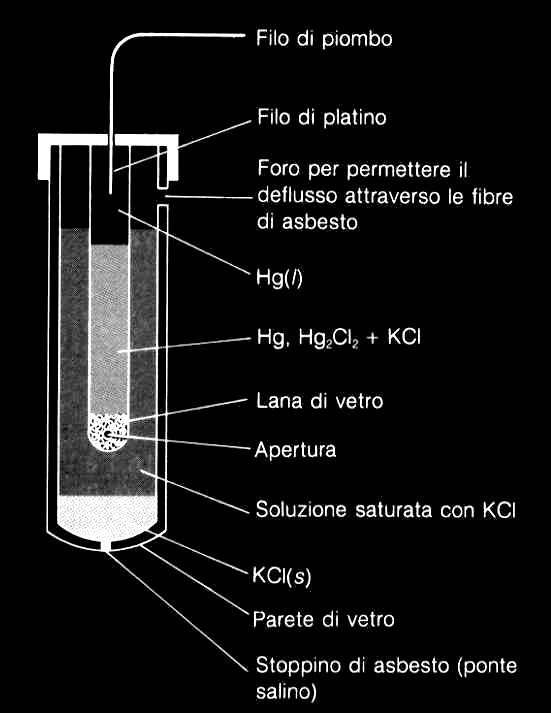 Filo di piombo
Filo di platino
Foro per permettere il
deflusso attraverso le fibre
di asbesto
Hg(l)
Hg, Hg₂Cl₂ + KCl
Lana di vetro
Apertura
Soluzione saturata con KCl
KCl(s)
Parete di vetro
Stoppino di asbesto (ponte
salino)